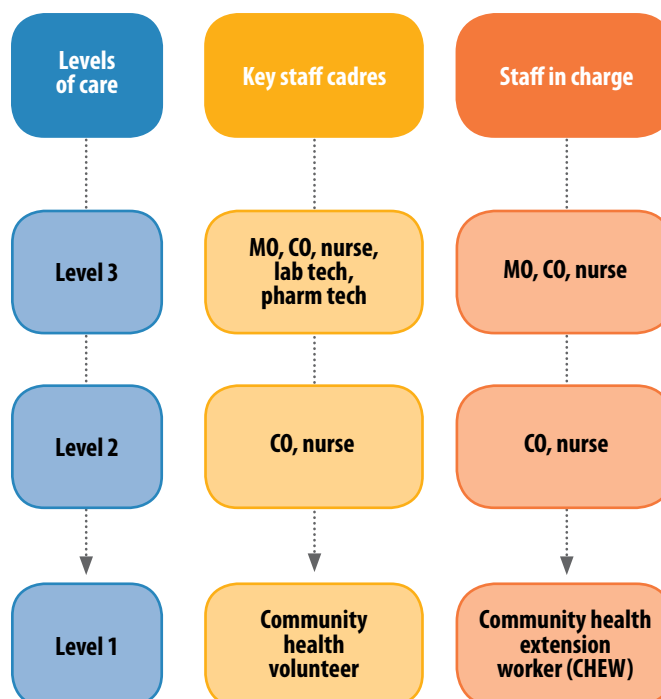 Levels
of care
Key staff cadres
Staff in charge
Level 3
MO, CO, nurse,
lab tech,
pharm tech
MO, CO, nurse
Level 2
CO, nurse
CO, nurse
Level 1
Community
health
volunteer
Community health
extension
worker (CHEW)